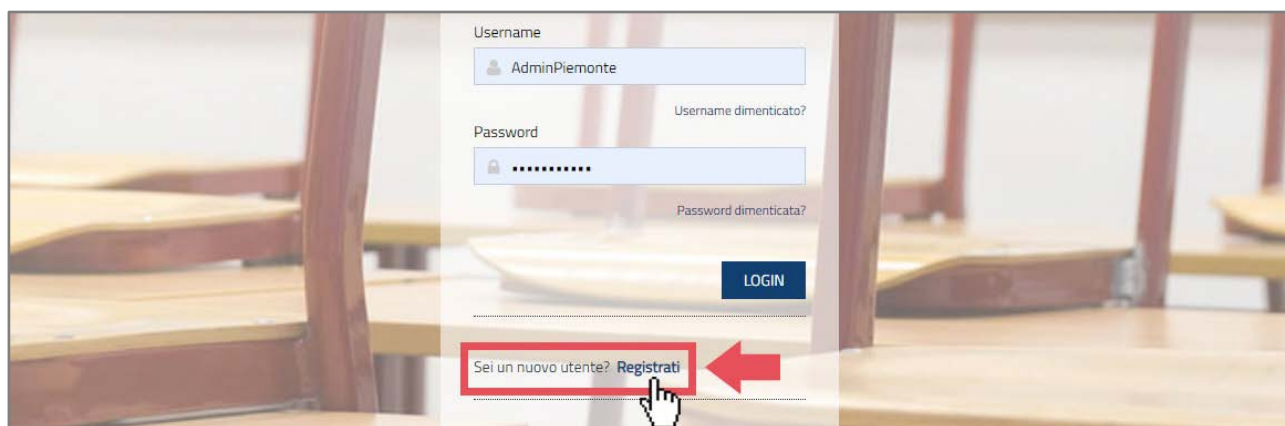 Username
AdminPiemonte
Username dimenticato?
Password
•••••••••••
Password dimenticata?
LOGIN
Sei un nuovo utente? Registrati